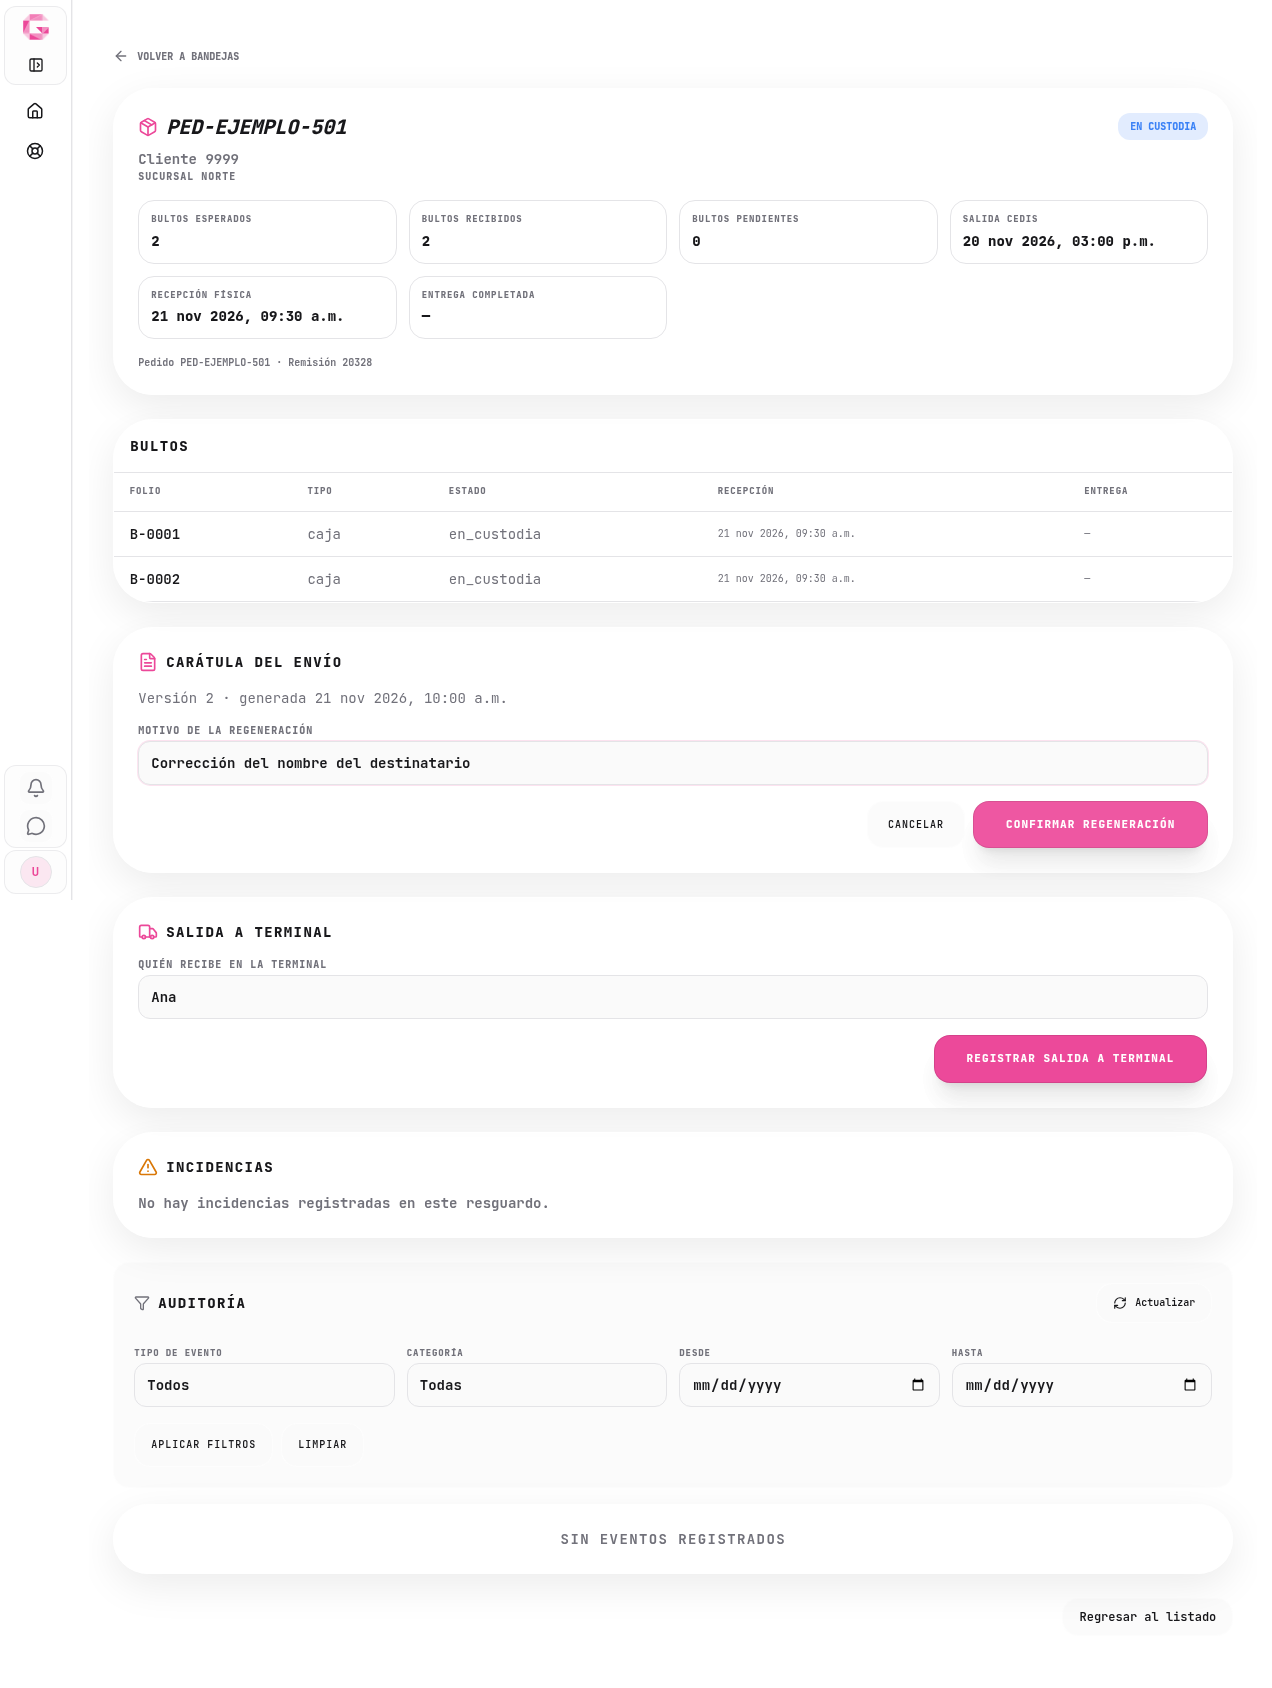 VOLVER A BANDEJAS
PED-EJEMPLO-501
EN CUSTODIA
Cliente 9999
SUCURSAL NORTE
BULTOS ESPERADOS
2
BULTOS RECIBIDOS
2
BULTOS PENDIENTES
0
SALIDA CEDIS
20 nov 2026, 03:00 p.m.
RECEPCIÓN FÍSICA
21 nov 2026, 09:30 a.m.
ENTREGA COMPLETADA
—
Pedido PED-EJEMPLO-501 · Remisión 20328
BULTOS
FOLIO TIPO ESTADO RECEPCIÓN ENTREGA
B-0001 caja en_custodia 21 nov 2026, 09:30 a.m. —
B-0002 caja en_custodia 21 nov 2026, 09:30 a.m. —
CARÁTULA DEL ENVÍO
Versión 2 · generada 21 nov 2026, 10:00 a.m.
MOTIVO DE LA REGENERACIÓN
Corrección del nombre del destinatario
CANCELAR
CONFIRMAR REGENERACIÓN
SALIDA A TERMINAL
QUIÉN RECIBE EN LA TERMINAL
Ana
REGISTRAR SALIDA A TERMINAL
INCIDENCIAS
No hay incidencias registradas en este resguardo.
AUDITORÍA
Actualizar
TIPO DE EVENTO
Todos
CATEGORÍA
Todas
DESDE
mm/dd/yyyy
HASTA
mm/dd/yyyy
APLICAR FILTROS
LIMPIAR
SIN EVENTOS REGISTRADOS
Regresar al listado
G
U